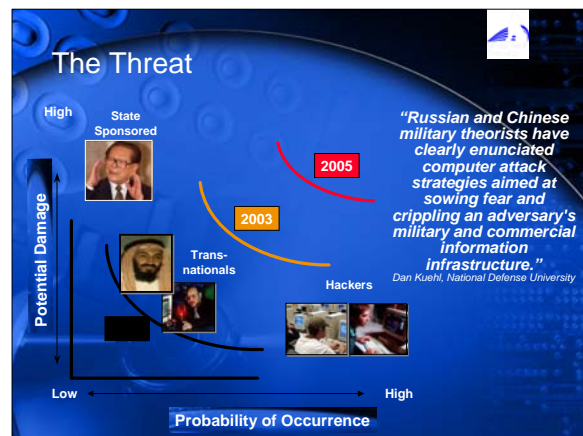 The Threat
High
State
Sponsored
2005
2003
Trans-
nationals
Hackers
Potential Damage
Low
High
Probability of Occurrence
“Russian and Chinese
military theorists have
clearly enunciated
computer attack
strategies aimed at
sowing fear and
crippling an adversary's
military and commercial
information
infrastructure.”
Dan Kuehl, National Defense University